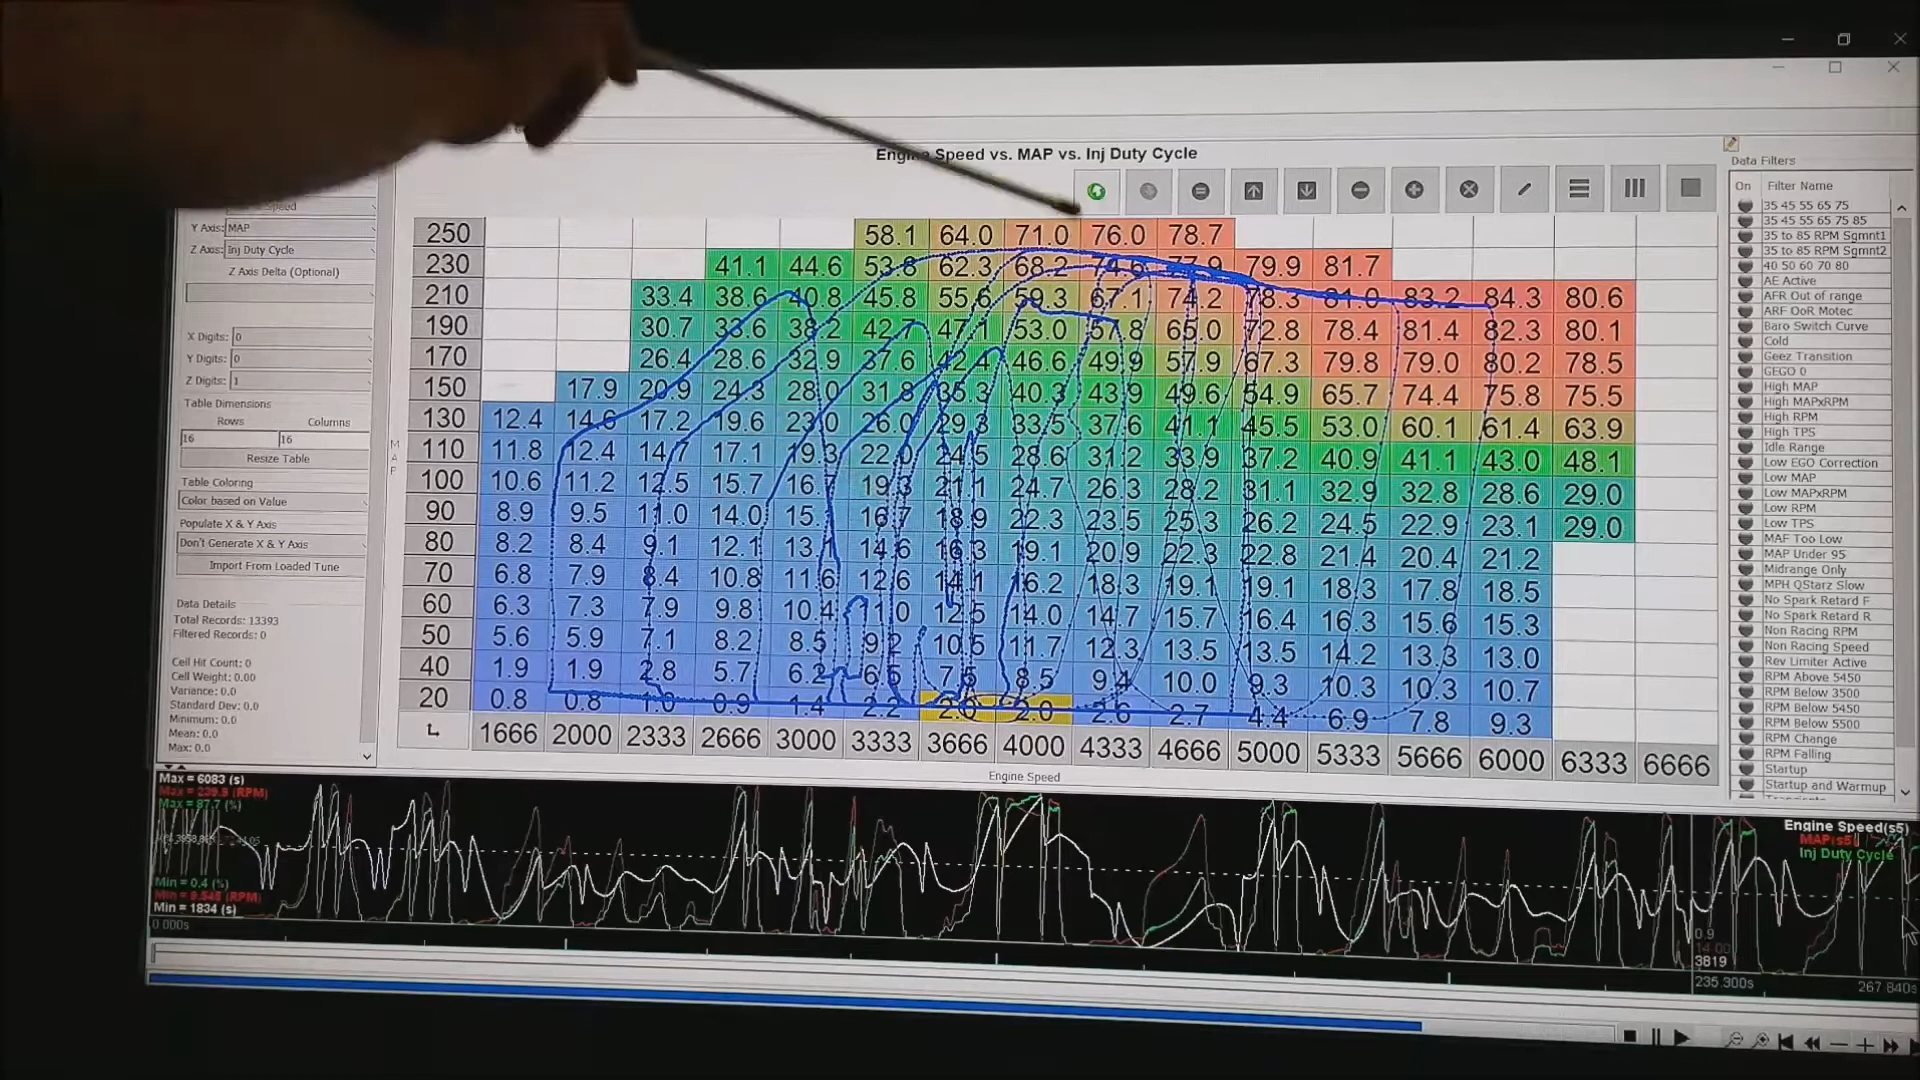 Engine Speed vs. MAP vs. Inj Duty Cycle
Y Axis: MAP
Z Axis: Inj Duty Cycle
Z Axis Delta (Optional)
X Digits: 0
Y Digits: 0
Z Digits: 1
Table Dimensions
Rows Columns
16 16
Resize Table
Table Coloring
Color based on Value
Populate X & Y Axis
Don't Generate X & Y Axis
Import From Loaded Tune
Data Details
Total Records: 13393
Filtered Records: 0
Cell Hit Count: 0
Cell Weight: 0.00
Variance: 0.0
Standard Dev: 0.0
Minimum: 0.0
Mean: 0.0
Max: 0.0
MAP
250 58.1 64.0 71.0 76.0 78.7
230 41.1 44.6 53.8 62.3 68.2 74.6 77.9 79.9 81.7
210 33.4 38.6 40.8 45.8 55.6 59.3 67.1 74.2 78.3 81.0 83.2 84.3 80.6
190 30.7 33.6 38.2 42.7 47.1 53.0 57.8 65.0 72.8 78.4 81.4 82.3 80.1
170 26.4 28.6 32.9 37.6 42.4 46.6 49.9 57.9 67.3 79.8 79.0 80.2 78.5
150 17.9 20.9 24.3 28.0 31.8 35.3 40.3 43.9 49.6 54.9 65.7 74.4 75.8 75.5
130 12.4 14.6 17.2 19.6 23.0 26.0 29.3 33.5 37.6 41.1 45.5 53.0 60.1 61.4 63.9
110 11.8 12.4 14.7 17.1 19.3 22.0 24.5 28.6 31.2 33.9 37.2 40.9 41.1 43.0 48.1
100 10.6 11.2 12.5 15.7 16.7 19.3 21.1 24.7 26.3 28.2 31.1 32.9 32.8 28.6 29.0
90 8.9 9.5 11.0 14.0 15. 16.7 18.9 22.3 23.5 25.3 26.2 24.5 22.9 23.1 29.0
80 8.2 8.4 9.1 12.1 13. 14.6 16.3 19.1 20.9 22.3 22.8 21.4 20.4 21.2
70 6.8 7.9 8.4 10.8 11.6 12.6 14.1 16.2 18.3 19.1 19.1 18.3 17.8 18.5
60 6.3 7.3 7.9 9.8 10.4 11.0 12.5 14.0 14.7 15.7 16.4 16.3 15.6 15.3
50 5.6 5.9 7.1 8.2 8.5 9.2 10.5 11.7 12.3 13.5 13.5 14.2 13.3 13.0
40 1.9 1.9 2.8 5.7 6.2 6.5 7.5 8.5 9.4 10.0 9.3 10.3 10.3 10.7
20 0.8 0.8 1.0 0.9 1.4 2.2 2.0 2.0 2.6 2.7 4.4 6.9 7.8 9.3
1666 2000 2333 2666 3000 3333 3666 4000 4333 4666 5000 5333 5666 6000 6333 6666
Engine Speed
Data Filters
On Filter Name
35 45 55 65 75
35 45 55 65 75 85
35 to 85 RPM Sgmnt1
35 to 85 RPM Sgmnt2
40 50 60 70 80
AE Active
AFR Out of range
ARF OoR Motec
Baro Switch Curve
Cold
Geez Transition
GEGO 0
High MAP
High MAPxRPM
High RPM
High TPS
Idle Range
Low EGO Correction
Low MAP
Low MAPxRPM
Low RPM
Low TPS
MAF Too Low
MAP Under 95
Midrange Only
MPH QStarz Slow
No Spark Retard F
No Spark Retard R
Non Racing RPM
Non Racing Speed
Rev Limiter Active
RPM Above 5450
RPM Below 3500
RPM Below 5450
RPM Below 5500
RPM Change
RPM Falling
Startup
Startup and Warmup
Max = 6083 (s)
Max = 239.9 (RPM)
Max = 87.7 (%)
Min = 0.4 (%)
Min = 9.548 (RPM)
Min = 1834 (s)
0.000s
Engine Speed(s5)
MAP(s5)
Inj Duty Cycle
0.9
14.00
3819
235.300s
267.840s